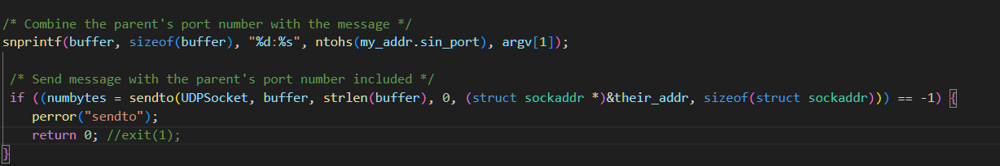 /* Combine the parent's port number with the message */
snprintf(buffer, sizeof(buffer), "%d:%s", ntohs(my_addr.sin_port), argv[1]);
/* Send message with the parent's port number included */
if ((numbytes = sendto(UDPSocket, buffer, strlen(buffer), 0, (struct sockaddr *)&their_addr, sizeof(struct sockaddr))) == -1) {
perror("sendto");
return 0; //exit(1);
}